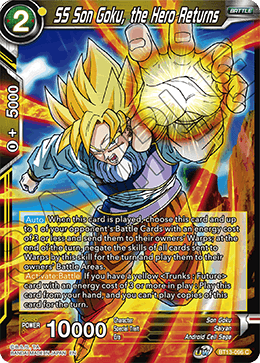 2
SS Son Goku, the Hero Returns
BATTLE
0 + 5000
Auto When this card is played, choose this card and up
to 1 of your opponent's Battle Cards with an energy cost
of 3 or less and send them to their owners' Warps; at the
end of the turn, negate the skills of all cards sent to
Warps by this skill for the turn and play them to their
owners' Battle Areas.
Activate Battle If you have a yellow <Trunks : Future>
card with an energy cost of 3 or more in play: Play this
card from your hand, and you can't play copies of this card
for the turn.
POWER 10000
Character Son Goku
Special Trait Saiyan
Era Android Cell Saga
BT13-096 C